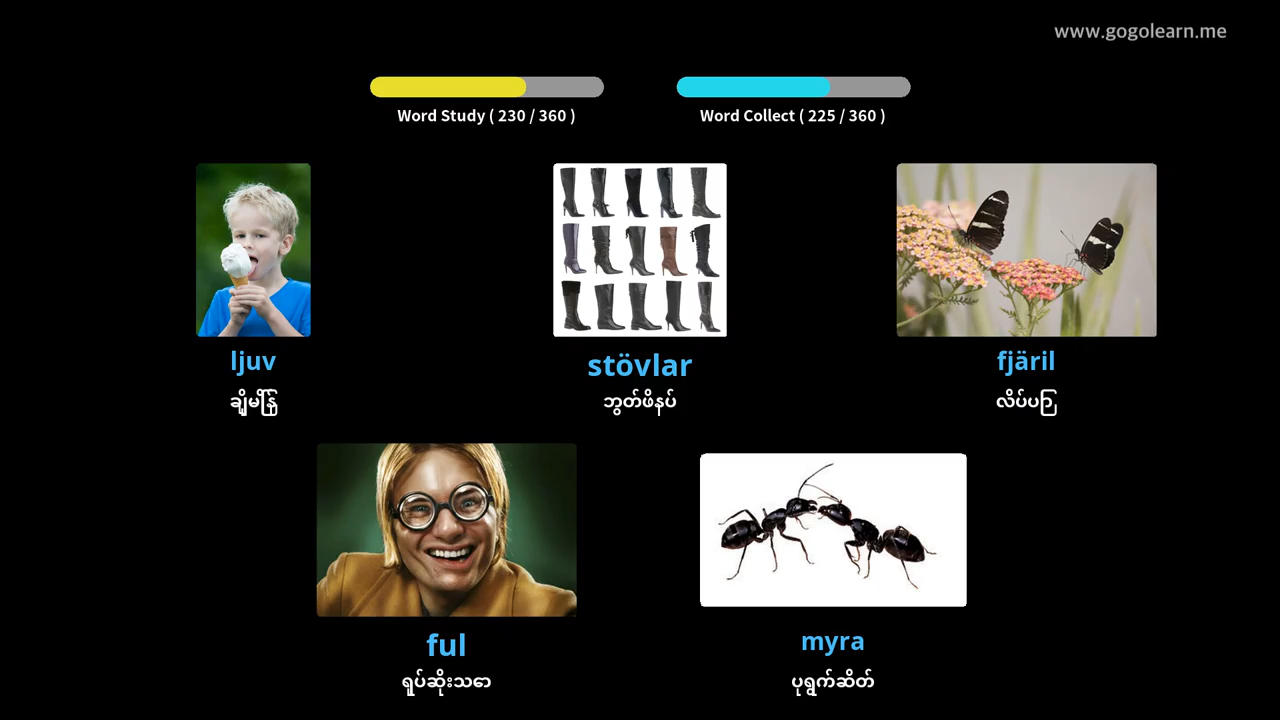 www.gogolearn.me
Word Study ( 230 / 360 )
Word Collect ( 225 / 360 )
ljuv
ချိုမြိန်
stövlar
ဘွတ်ဖိနပ်
fjäril
လိပ်ပြာ
ful
ရုပ်ဆိုးသော
myra
ပုရွက်ဆိတ်